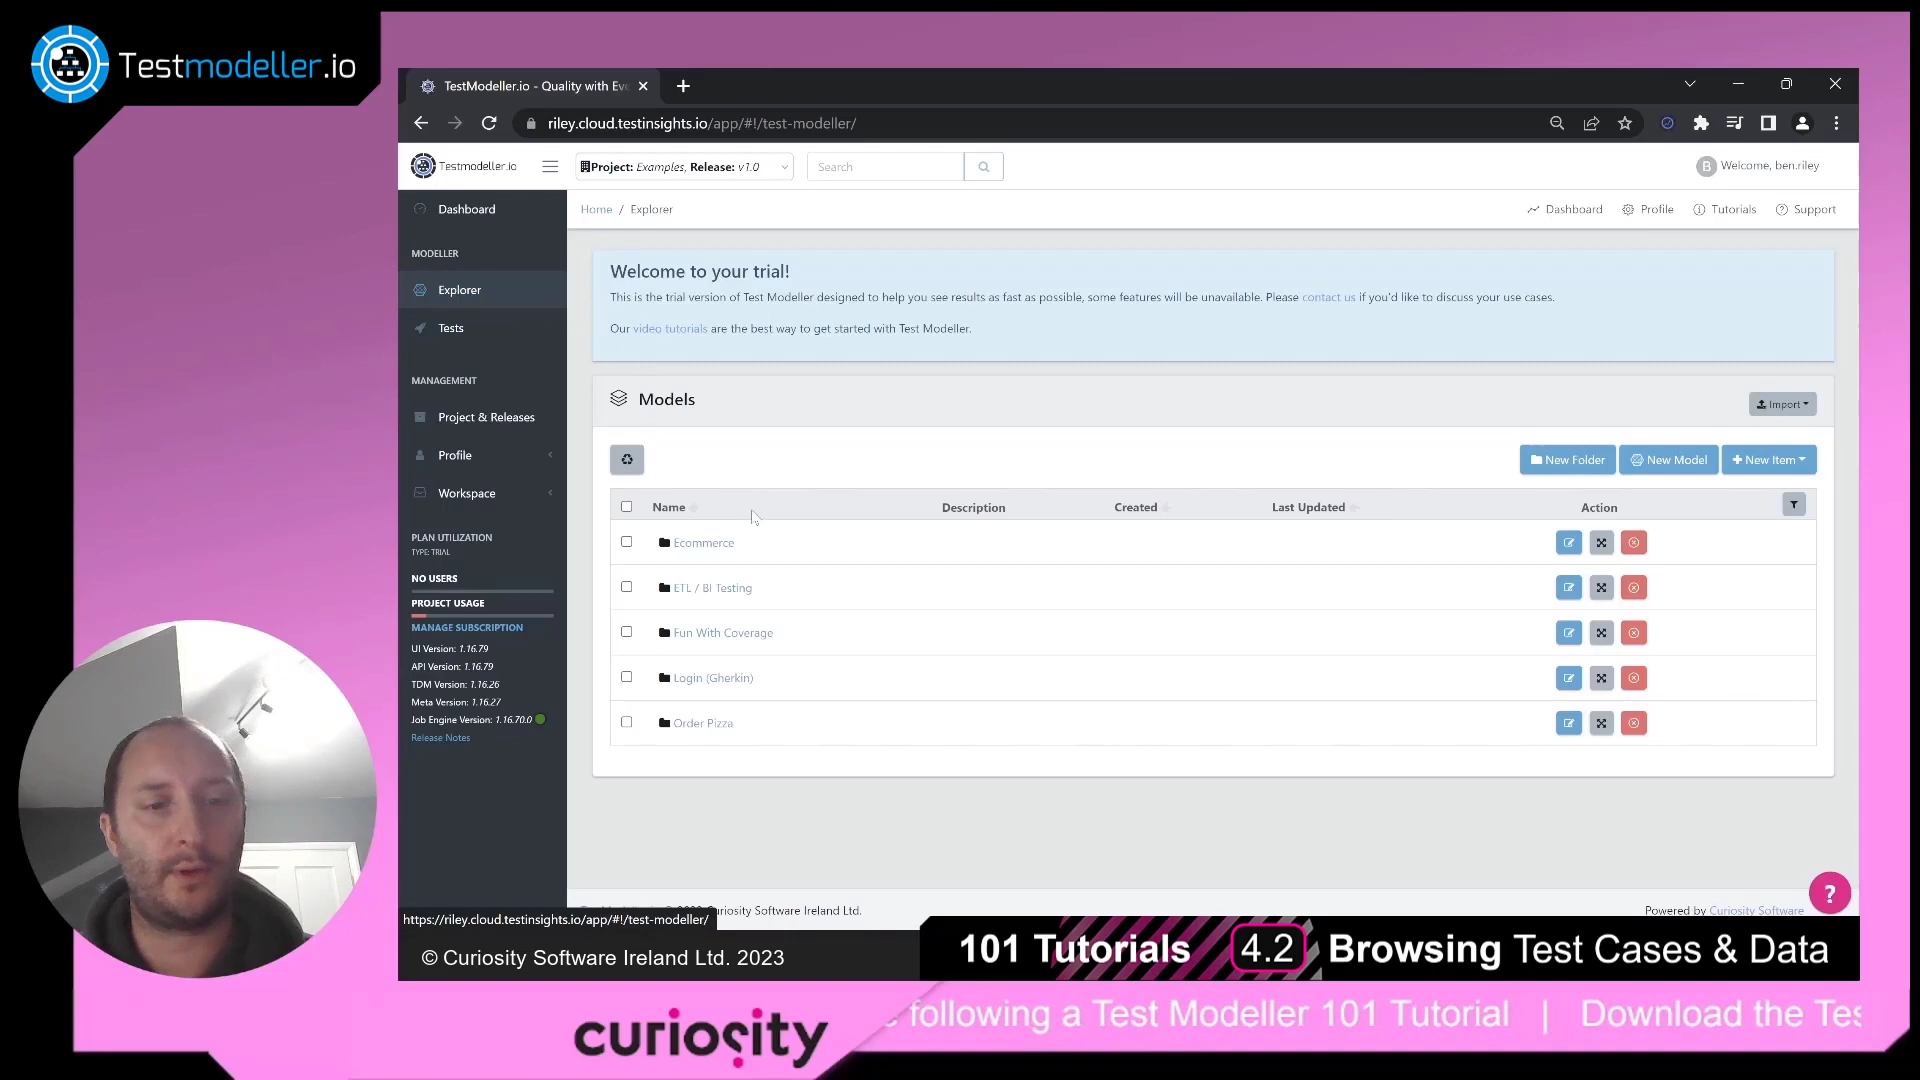 Testmodeller.io
TestModeller.io - Quality with Eve
riley.cloud.testinsights.io/app/#!/test-modeller/
Testmodeller.io
Project: Examples, Release: v1.0
Search
B Welcome, ben.riley
Dashboard
Home / Explorer
Dashboard
Profile
Tutorials
Support
MODELLER
Explorer
Tests
MANAGEMENT
Project & Releases
Profile
Workspace
PLAN UTILIZATION
TYPE: TRIAL
NO USERS
PROJECT USAGE
MANAGE SUBSCRIPTION
UI Version: 1.16.79
API Version: 1.16.79
TDM Version: 1.16.26
Meta Version: 1.16.27
Job Engine Version: 1.16.70.0
Release Notes
Welcome to your trial!
This is the trial version of Test Modeller designed to help you see results as fast as possible, some features will be unavailable. Please contact us if you'd like to discuss your use cases.
Our video tutorials are the best way to get started with Test Modeller.
Models
Import
New Folder
New Model
New Item
Name Description Created Last Updated Action
Ecommerce
ETL / BI Testing
Fun With Coverage
Login (Gherkin)
Order Pizza
?
https://riley.cloud.testinsights.io/app/#!/test-modeller/
Curiosity Software Ireland Ltd.
Powered by Curiosity Software
© Curiosity Software Ireland Ltd. 2023
101 Tutorials 4.2 Browsing Test Cases & Data
curiosity
following a Test Modeller 101 Tutorial | Download the Tes